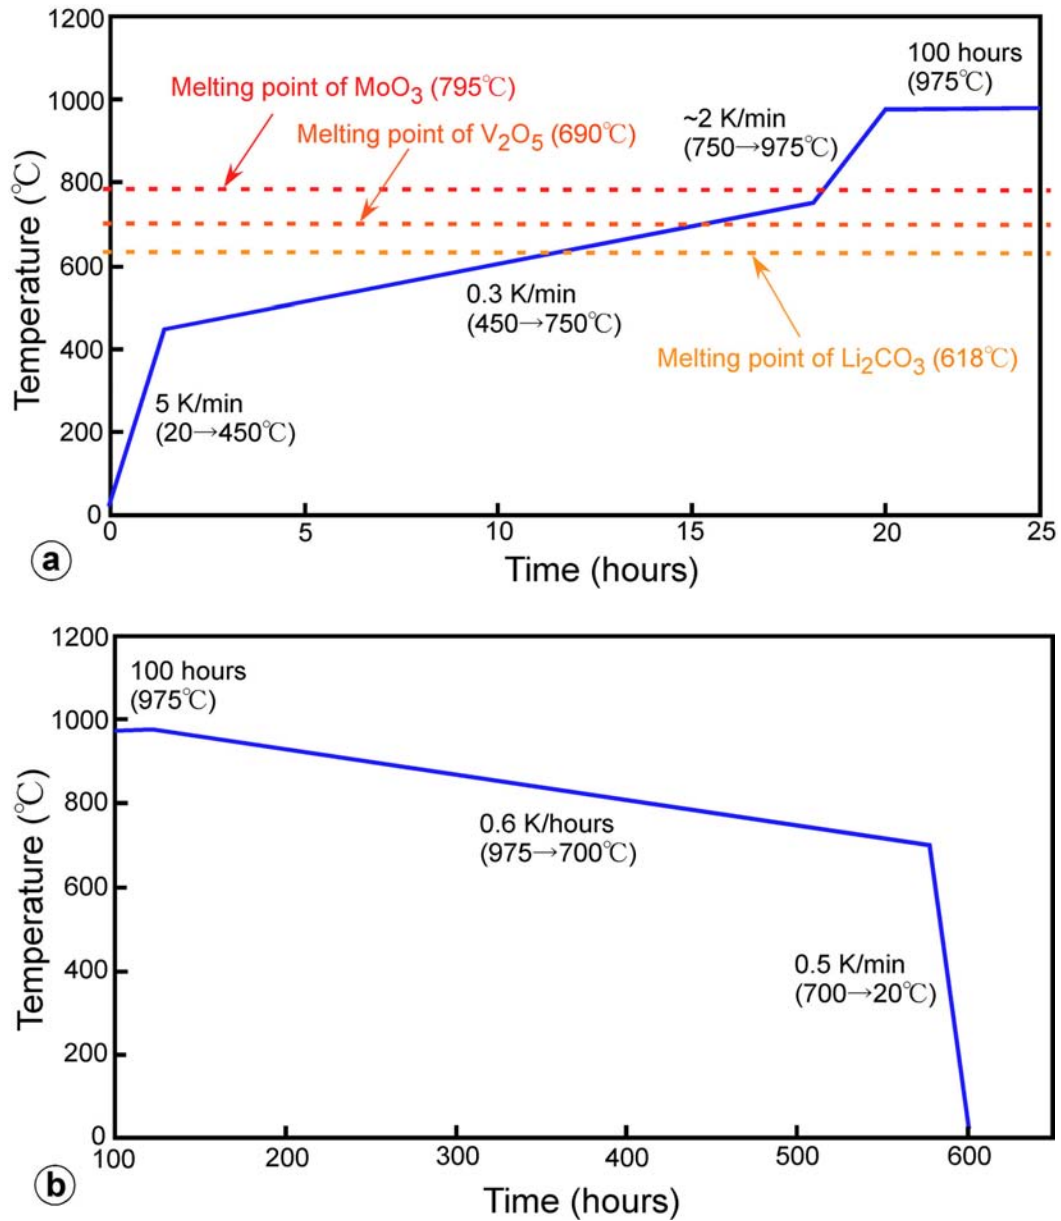 1200
1000
800
600
400
200
0
Temperature (℃)
Melting point of MoO₃ (795℃)
Melting point of V₂O₅ (690℃)
100 hours
(975℃)
~2 K/min
(750→975℃)
0.3 K/min
(450→750℃)
Melting point of Li₂CO₃ (618℃)
5 K/min
(20→450℃)
0 5 10 15 20 25
Time (hours)
a
1200
1000
800
600
400
200
0
Temperature (℃)
100 hours
(975℃)
0.6 K/hours
(975→700℃)
0.5 K/min
(700→20℃)
100 200 300 400 500 600
Time (hours)
b